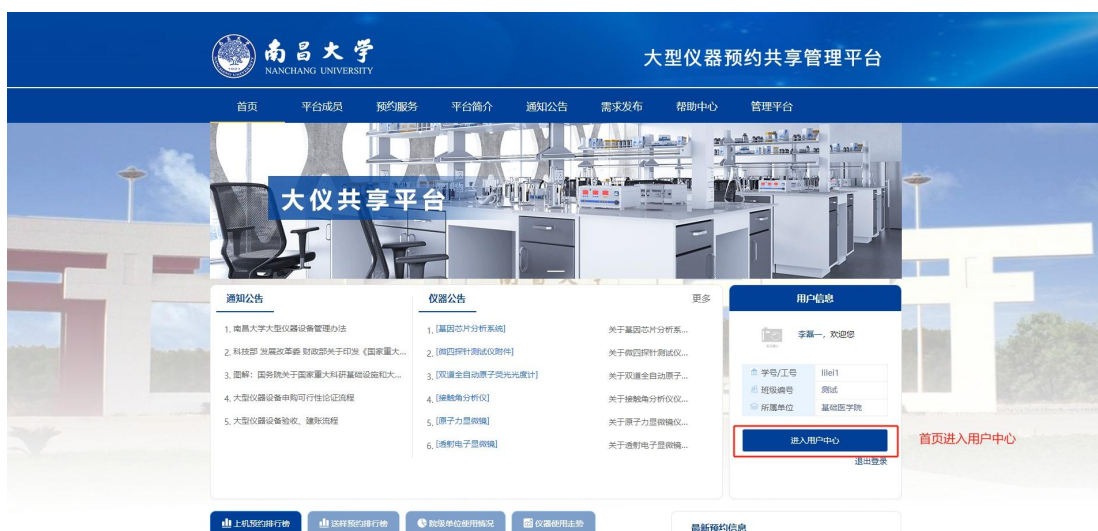 南昌大学
NANCHANG UNIVERSITY
大型仪器预约共享管理平台
首页 平台成员 预约服务 平台简介 通知公告 需求发布 帮助中心 管理平台
大仪共享平台
通知公告
1. 南昌大学大型仪器设备管理办法
2. 科技部 发展改革委 财政部关于印发《国家重大...
3. 图解：国务院关于国家重大科研基础设施和大...
4. 大型仪器设备申购可行性论证流程
5. 大型仪器设备验收、建账流程
仪器公告 更多
1. [基因芯片分析系统] 关于基因芯片分析系...
2. [微四探针测试仪附件] 关于微四探针测试仪...
3. [双道全自动原子荧光光度计] 关于双道全自动原子...
4. [接触角分析仪] 关于接触角分析仪仪...
5. [原子力显微镜] 关于原子力显微镜仪...
6. [透射电子显微镜] 关于透射电子显微镜...
用户信息
李磊一，欢迎您
学号/工号 lilei1
班级编号 测试
所属单位 基础医学院
进入用户中心
首页进入用户中心
退出登录
上机预约排行榜 送样预约排行榜 院级单位使用情况 仪器使用走势
最新预约信息